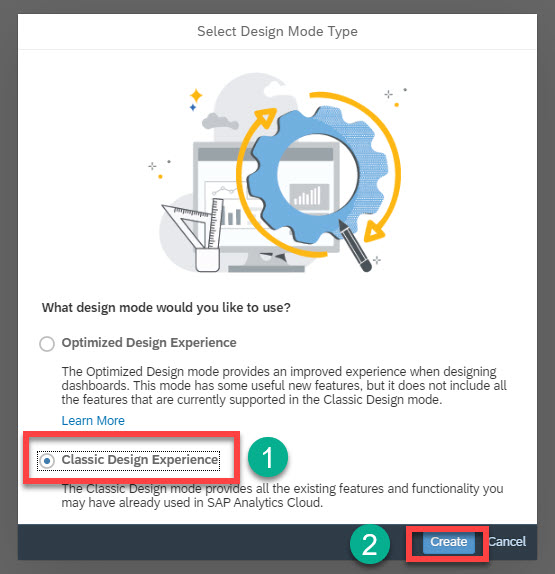 Select Design Mode Type
What design mode would you like to use?
Optimized Design Experience
The Optimized Design mode provides an improved experience when designing
dashboards. This mode has some useful new features, but it does not include all
the features that are currently supported in the Classic Design mode.
Learn More
Classic Design Experience
1
The Classic Design mode provides all the existing features and functionality you
may have already used in SAP Analytics Cloud.
2
Create
Cancel